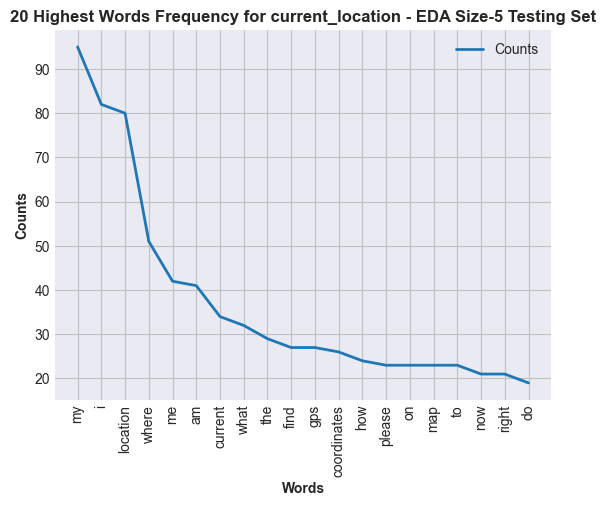 20 Highest Words Frequency for current_location - EDA Size-5 Testing Set
Counts
90
80
70
60
50
40
30
20
Counts
my
i
location
where
me
am
current
what
the
find
gps
coordinates
how
please
on
map
to
now
right
do
Words